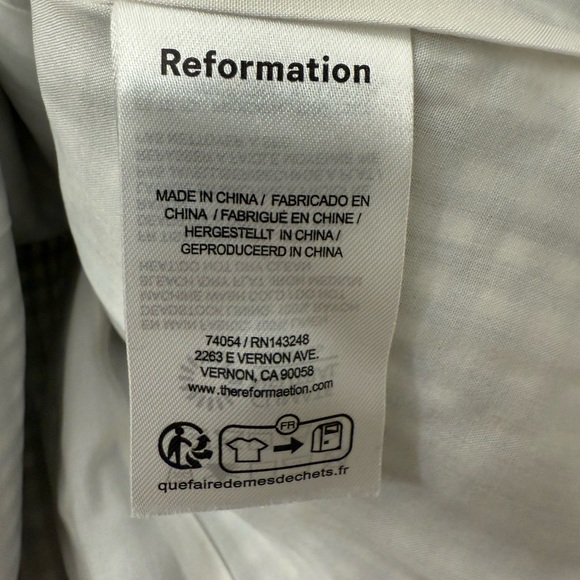 Reformation
MADE IN CHINA / FABRICADO EN
CHINA / FABRIGUÉ EN CHINE /
HERGESTELLT IN CHINA /
GEPRODUCEERD IN CHINA
74054 / RN143248
2263 E VERNON AVE.
VERNON, CA 90058
www.thereformaetion.com
FR
quefairedemesdechets.fr